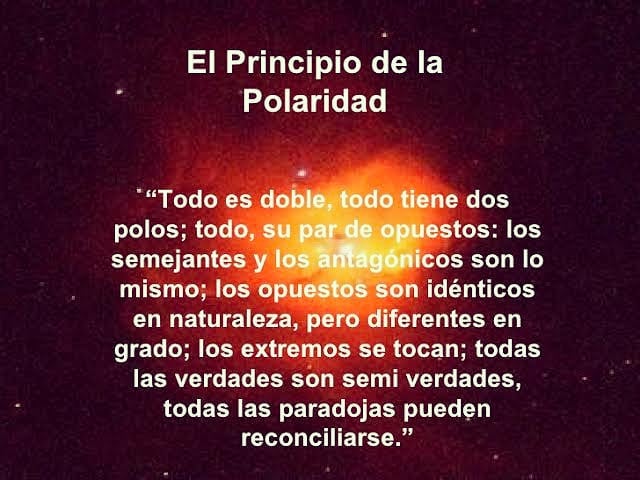 El Principio de la
Polaridad
“Todo es doble, todo tiene dos
polos; todo, su par de opuestos: los
semejantes y los antagónicos son lo
mismo; los opuestos son idénticos
en naturaleza, pero diferentes en
grado; los extremos se tocan; todas
las verdades son semi verdades,
todas las paradojas pueden
reconciliarse.”